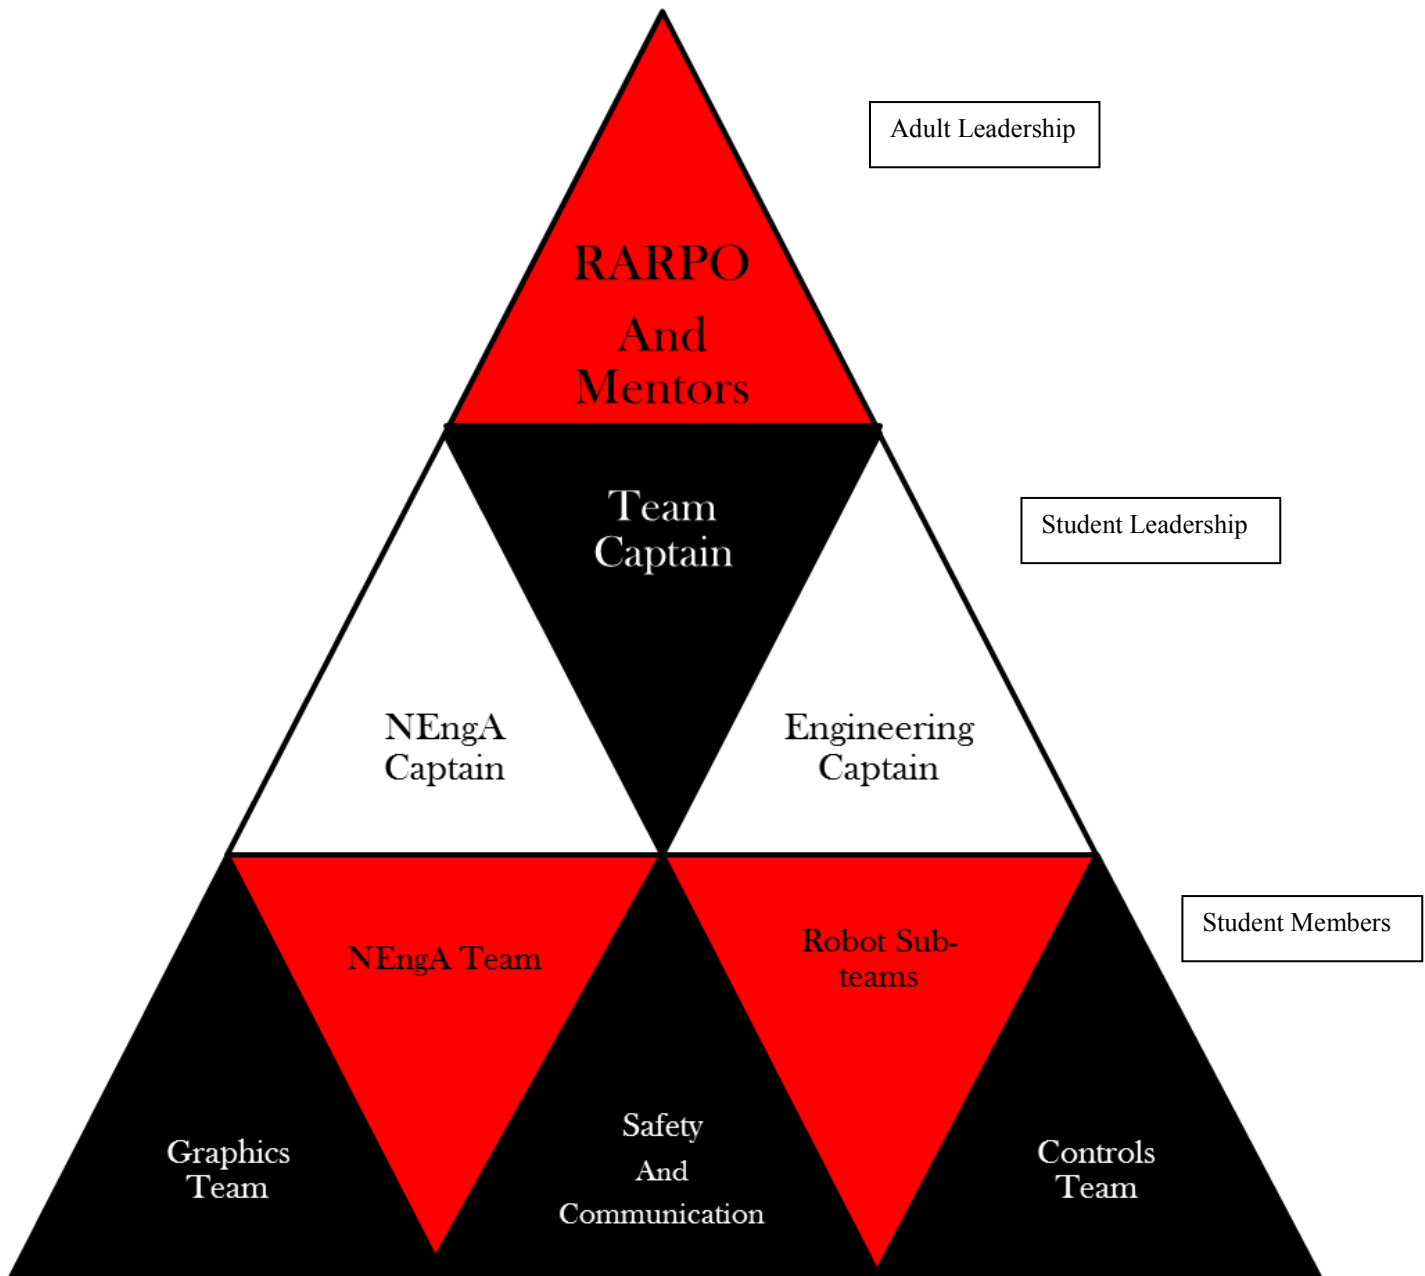 Adult Leadership
RARPO
And
Mentors
Team
Captain
Student Leadership
NEngA
Captain
Engineering
Captain
Student Members
NEngA Team
Robot Sub-
teams
Graphics
Team
Safety
And
Communication
Controls
Team